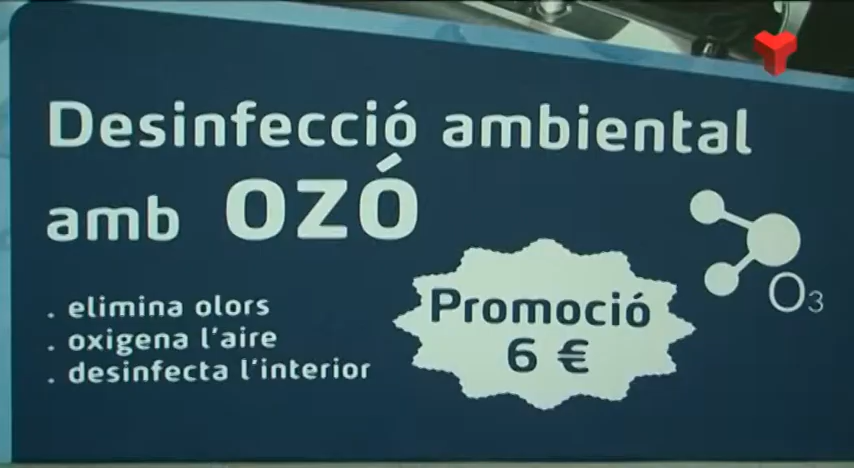 Desinfecció ambiental
amb OZÓ
. elimina olors
. oxigena l'aire
. desinfecta l'interior
Promoció
6 €
O3